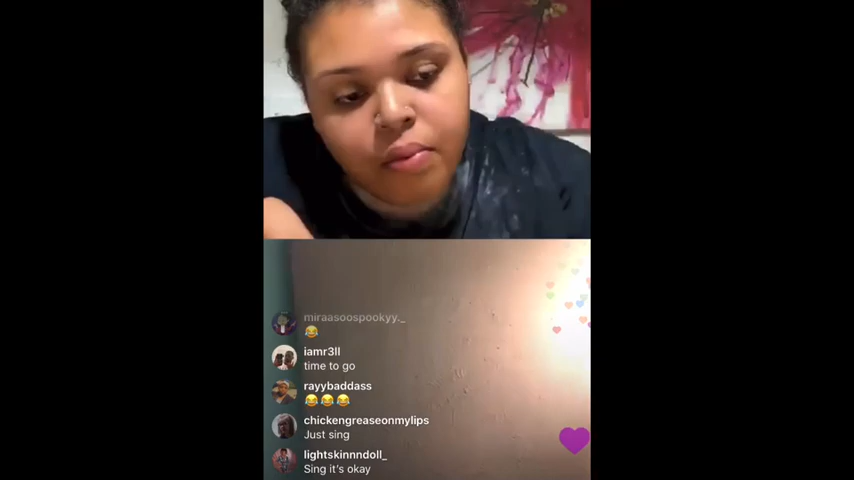 miraasoospookyy._
😂
iamr3ll
time to go
rayybaddass
😂😂😂
chickengreaseonmylips
Just sing
lightskinnndoll_
Sing it's okay